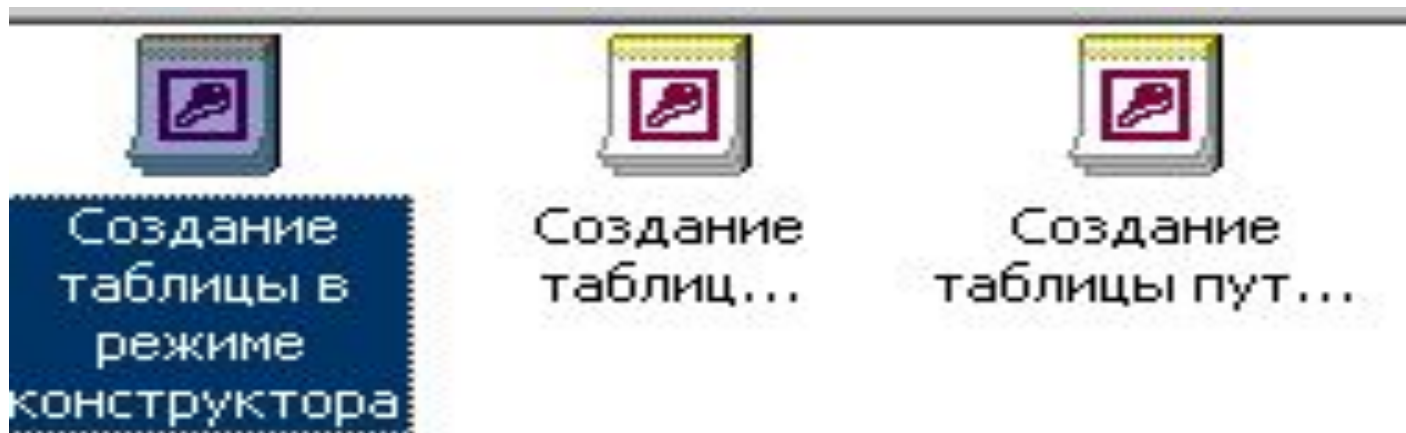 Создание
таблицы в
режиме
конструктора
Создание
таблиц...
Создание
таблицы пут...